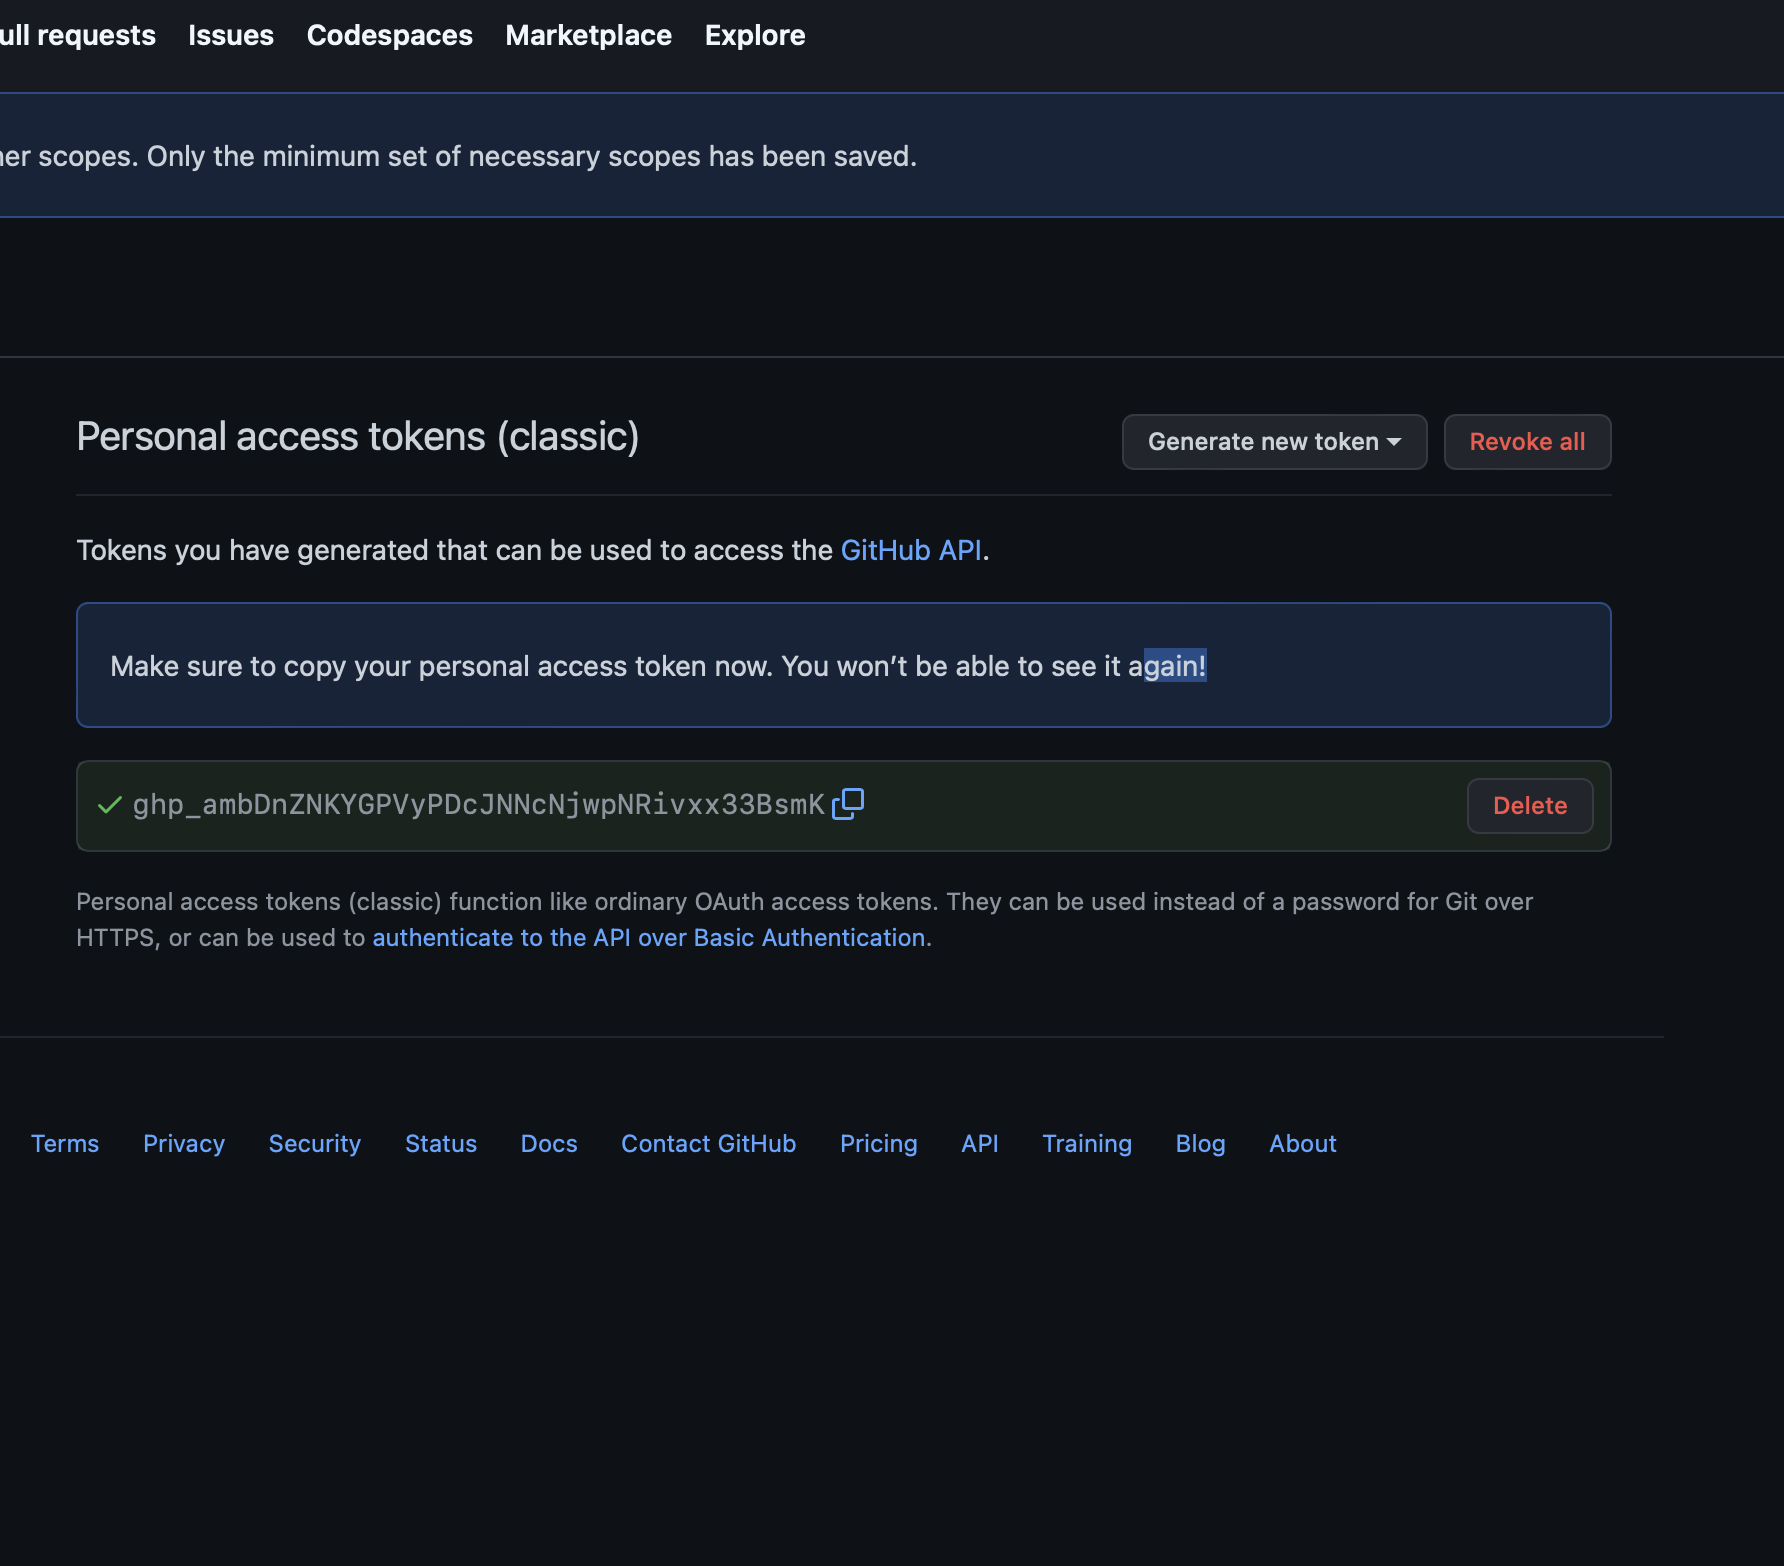 ull requests Issues Codespaces Marketplace Explore
her scopes. Only the minimum set of necessary scopes has been saved.
Personal access tokens (classic)
Generate new token
Revoke all
Tokens you have generated that can be used to access the GitHub API.
Make sure to copy your personal access token now. You won’t be able to see it again!
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
Delete
Personal access tokens (classic) function like ordinary OAuth access tokens. They can be used instead of a password for Git over
HTTPS, or can be used to authenticate to the API over Basic Authentication.
Terms Privacy Security Status Docs Contact GitHub Pricing API Training Blog About